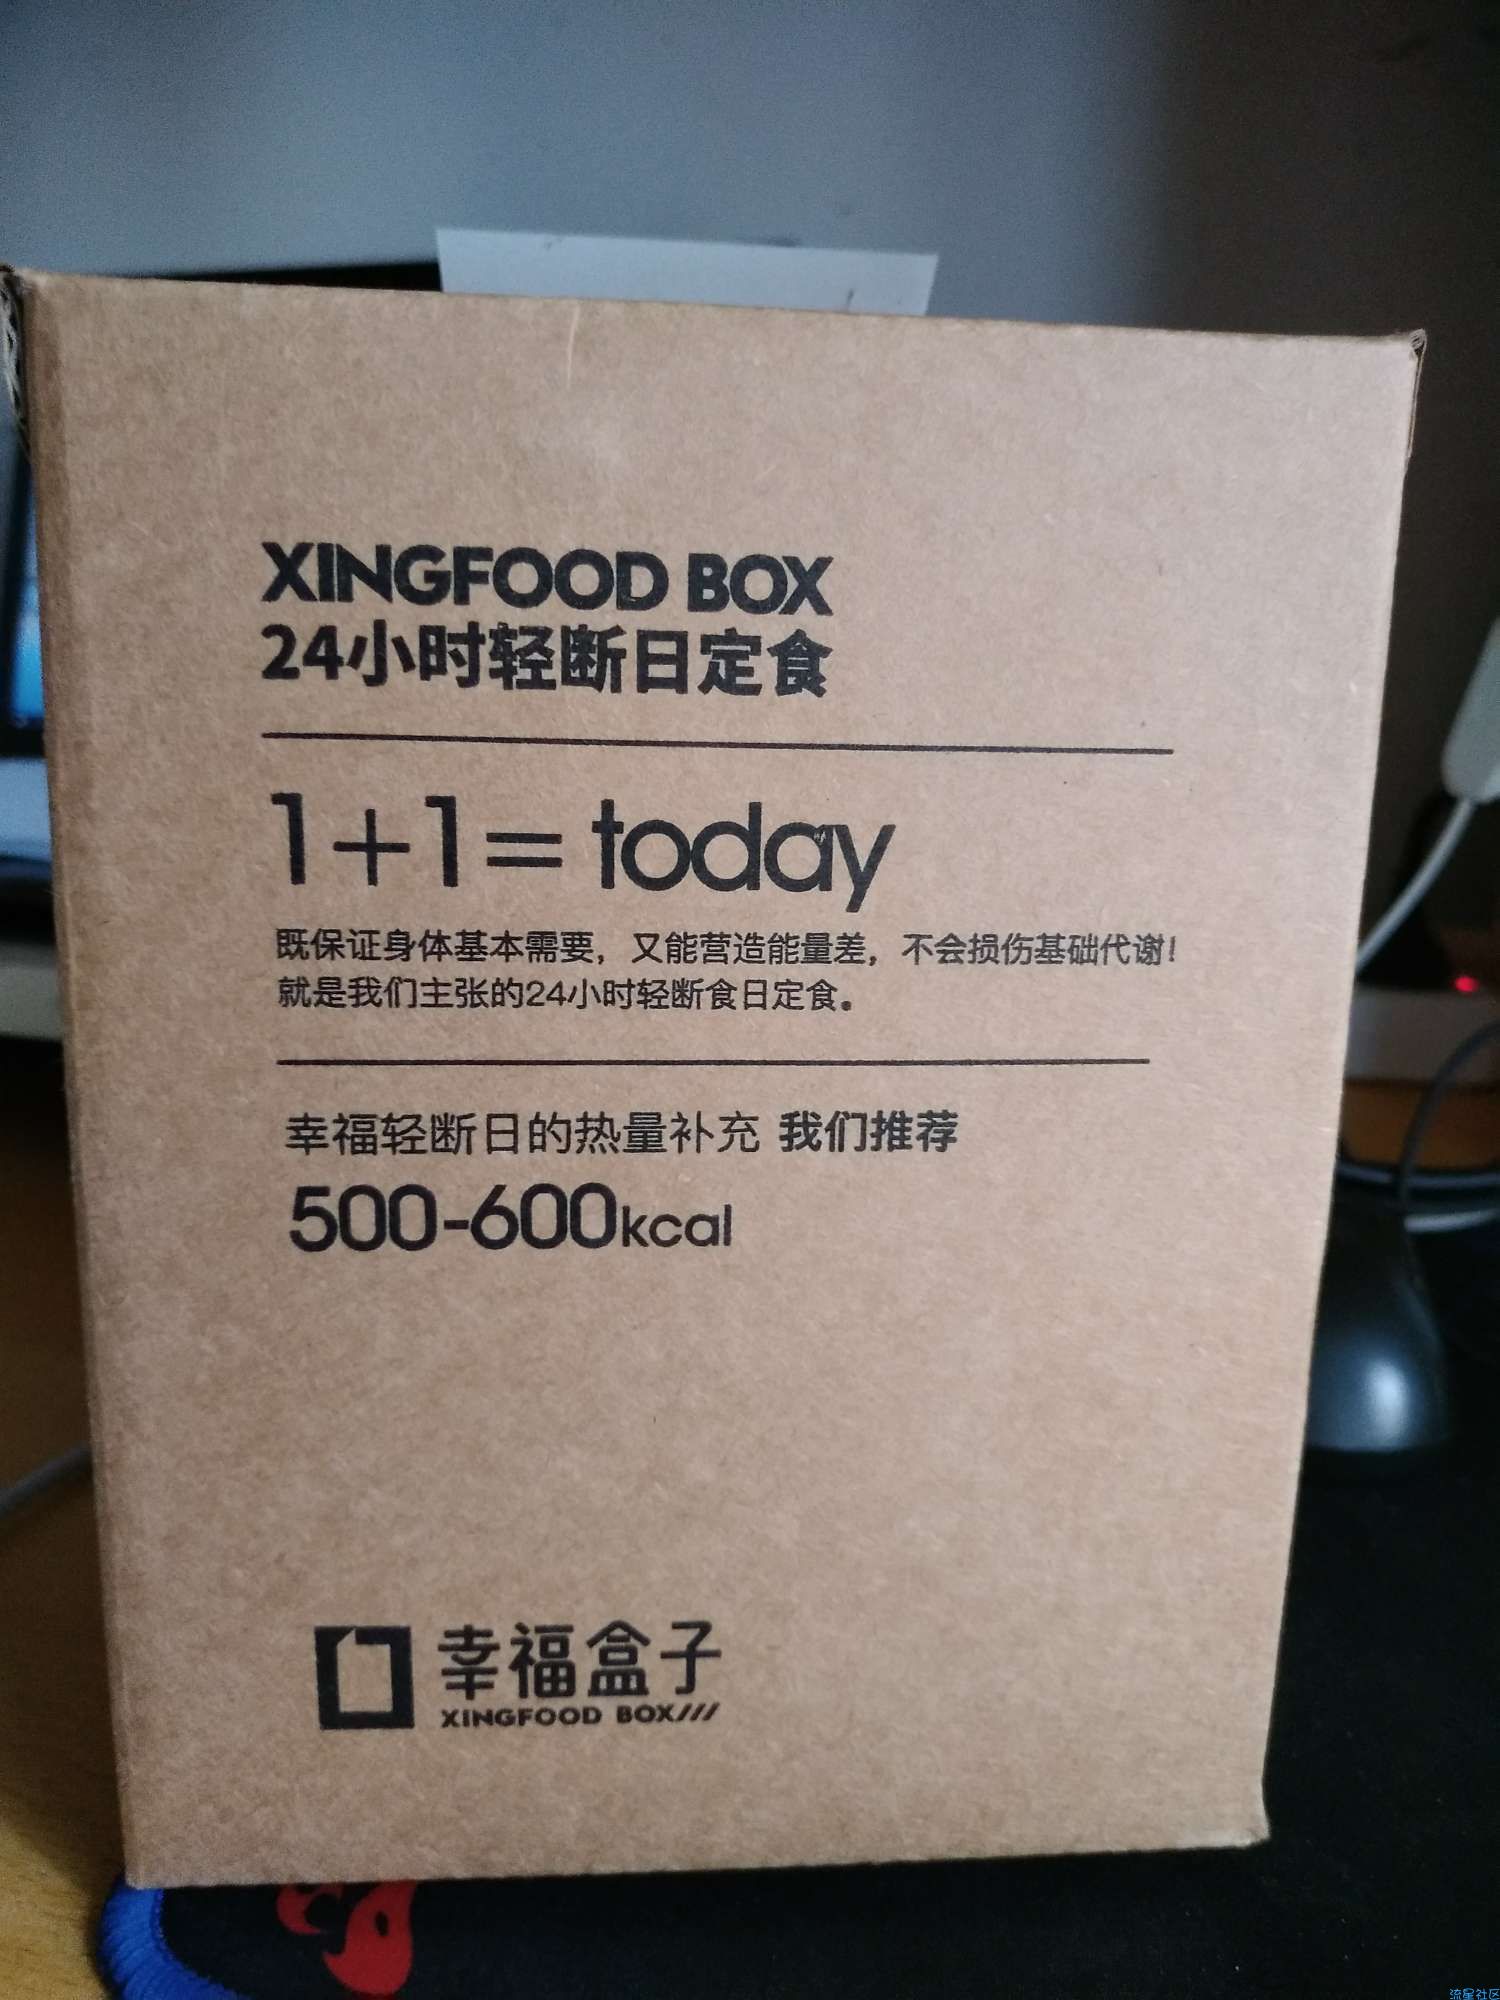 XINGFOOD BOX
24小时轻断日定食
1+1=today
既保证身体基本需要，又能营造能量差，不会损伤基础代谢！
就是我们主张的24小时轻断食日定食。
幸福轻断日的热量补充 我们推荐
500-600kcal
幸福盒子
XINGFOOD BOX///
流星社区